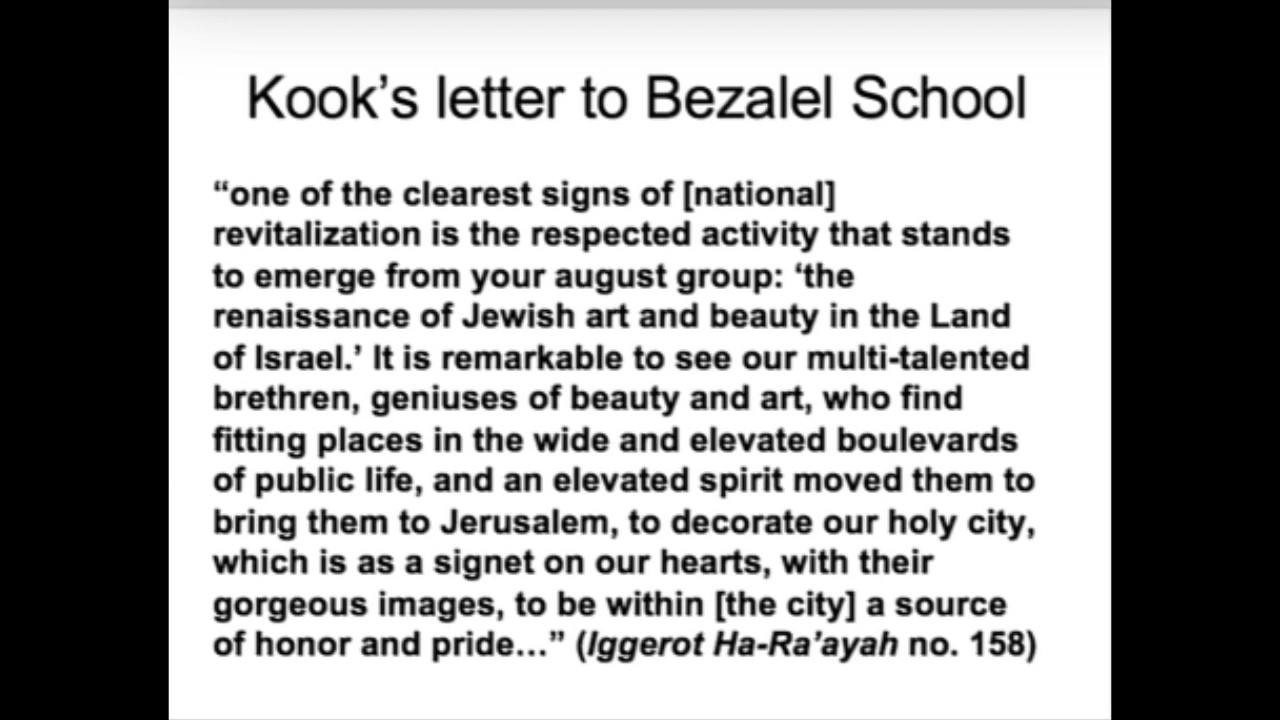 Kook’s letter to Bezalel School
“one of the clearest signs of [national]
revitalization is the respected activity that stands
to emerge from your august group: ‘the
renaissance of Jewish art and beauty in the Land
of Israel.’ It is remarkable to see our multi-talented
brethren, geniuses of beauty and art, who find
fitting places in the wide and elevated boulevards
of public life, and an elevated spirit moved them to
bring them to Jerusalem, to decorate our holy city,
which is as a signet on our hearts, with their
gorgeous images, to be within [the city] a source
of honor and pride…” (Iggerot Ha-Ra’ayah no. 158)